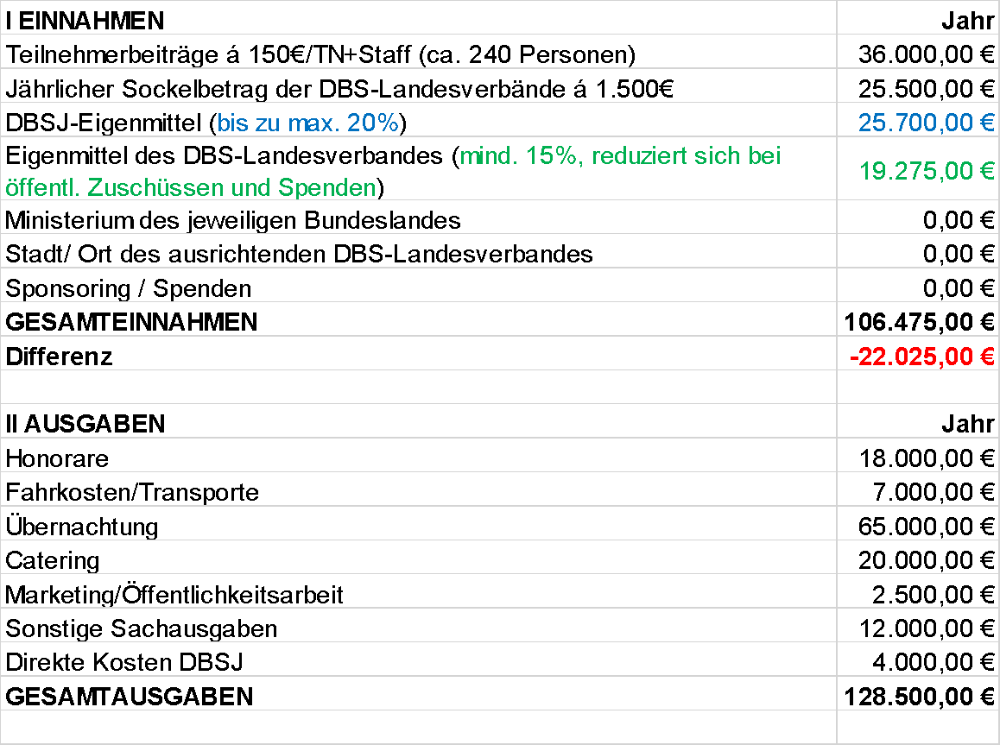 I EINNAHMEN Jahr
Teilnehmerbeiträge á 150€/TN+Staff (ca. 240 Personen) 36.000,00 €
Jährlicher Sockelbetrag der DBS-Landesverbände á 1.500€ 25.500,00 €
DBSJ-Eigenmittel (bis zu max. 20%) 25.700,00 €
Eigenmittel des DBS-Landesverbandes (mind. 15%, reduziert sich bei
öffentl. Zuschüssen und Spenden) 19.275,00 €
Ministerium des jeweiligen Bundeslandes 0,00 €
Stadt/ Ort des ausrichtenden DBS-Landesverbandes 0,00 €
Sponsoring / Spenden 0,00 €
GESAMTEINNAHMEN 106.475,00 €
Differenz -22.025,00 €
II AUSGABEN Jahr
Honorare 18.000,00 €
Fahrkosten/Transporte 7.000,00 €
Übernachtung 65.000,00 €
Catering 20.000,00 €
Marketing/Öffentlichkeitsarbeit 2.500,00 €
Sonstige Sachausgaben 12.000,00 €
Direkte Kosten DBSJ 4.000,00 €
GESAMTAUSGABEN 128.500,00 €